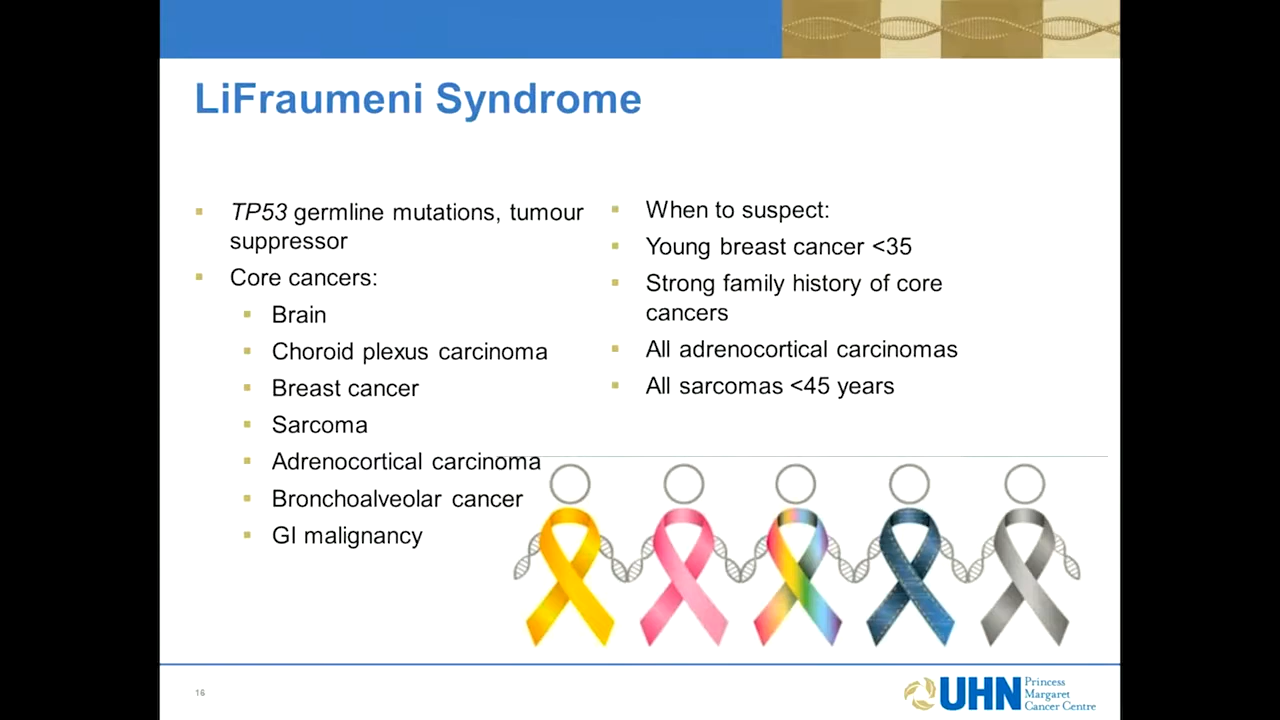 LiFraumeni Syndrome
TP53 germline mutations, tumour
suppressor
Core cancers:
Brain
Choroid plexus carcinoma
Breast cancer
Sarcoma
Adrenocortical carcinoma
Bronchoalveolar cancer
GI malignancy
When to suspect:
Young breast cancer <35
Strong family history of core
cancers
All adrenocortical carcinomas
All sarcomas <45 years
16
UHN
Princess
Margaret
Cancer Centre